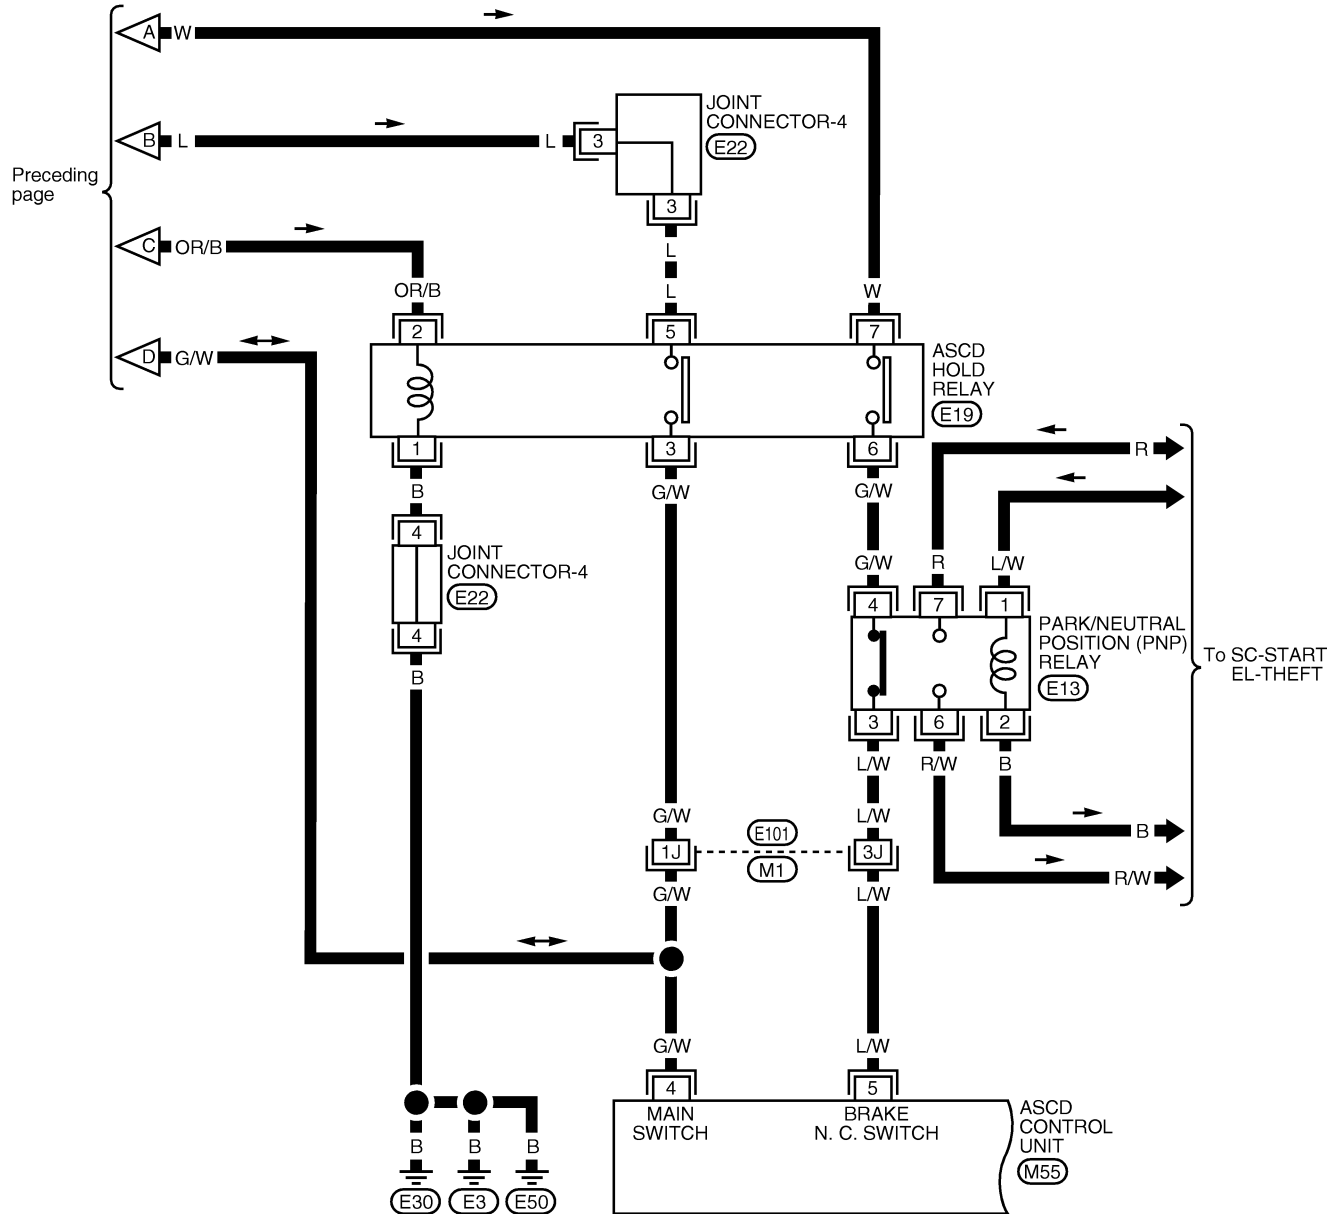 A W
JOINT
CONNECTOR-4
E22
B L
L 3
Preceding
page
3
C OR/B
L
OR/B
L
W
2
5
7
D G/W
ASCD
HOLD
RELAY
E19
1
3
6
R
B
G/W
G/W
4
JOINT
CONNECTOR-4
E22
G/W
R
L/W
4
7
1
4
PARK/NEUTRAL
POSITION (PNP)
RELAY
E13
To SC-START
EL-THEFT
B
3
6
2
L/W
R/W
B
G/W
L/W
E101
B
1J
3J
M1
R/W
G/W
L/W
G/W
L/W
4
5
MAIN
SWITCH
BRAKE
N. C. SWITCH
ASCD
CONTROL
UNIT
M55
B
B
B
E30
E3
E50